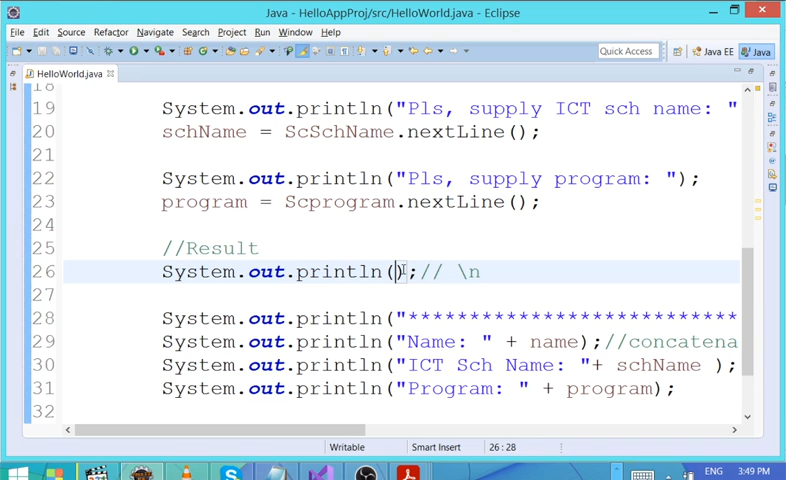 Java - HelloAppProj/src/HelloWorld.java - Eclipse
File Edit Source Refactor Navigate Search Project Run Window Help
Quick Access Java EE Java
HelloWorld.java
18
19 System.out.println("Pls, supply ICT sch name: "
20 schName = ScSchName.nextLine();
21
22 System.out.println("Pls, supply program: ");
23 program = Scprogram.nextLine();
24
25 //Result
26 System.out.println();// \n
27
28 System.out.println("****************************
29 System.out.println("Name: " + name);//concatena
30 System.out.println("ICT Sch Name: "+ schName );
31 System.out.println("Program: " + program);
32
Writable Smart Insert 26 : 28
ENG 3:49 PM